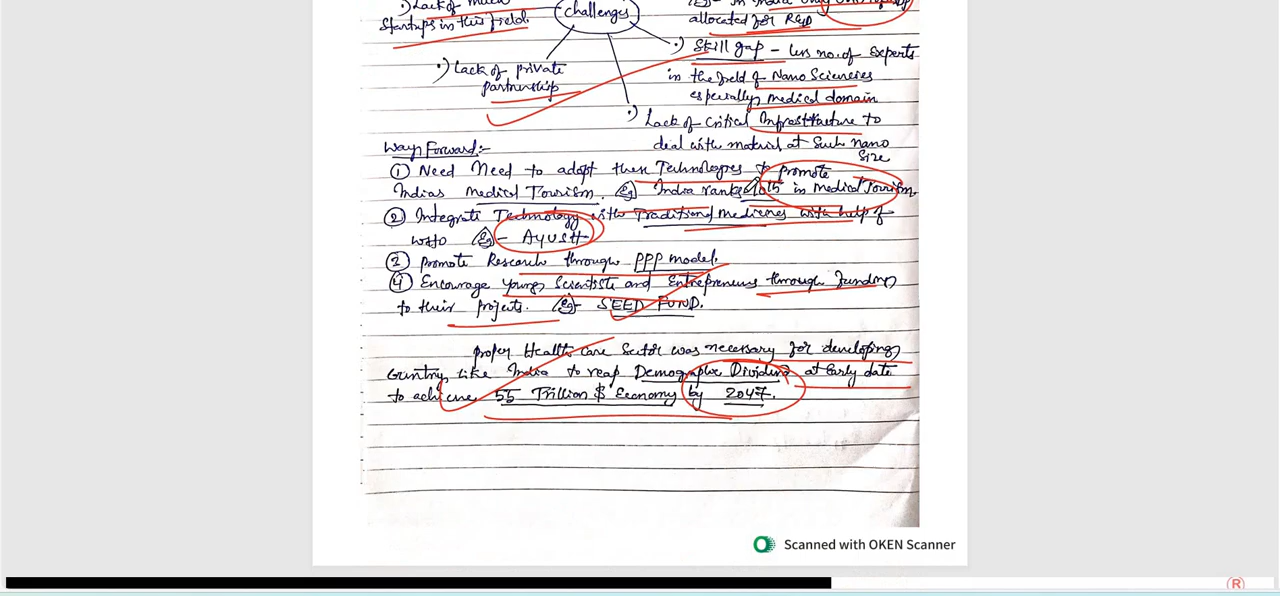 ·) Lack of
Startups in this field.
challenges
allocated for R&D
·) Skill gap – less no. of Experts
in the field of Nano Sciencies
especially medical domain
·) Lack of private
partnership
·) Lack of Critical Infrastructure to
deal with material at such nano
size
Way Forward:-
① Need Need to adopt then Technologies to promote
Indias Medical Tourism. Eg India ranks in Medical Tourism
② Integrate Technology with Traditional medicines with help of
WHO Eg – AYUSH
③ Promote Research through PPP model.
④ Encourage young Scientists and Entrepreneurs through funding
to their projects. Eg – SEED FUND.
Proper Health care Sector was necessary for developing
Country Like India to reap Demographic Dividend at early date
to achieve 55 Trillion $ Economy by 2047.
Scanned with OKEN Scanner
R